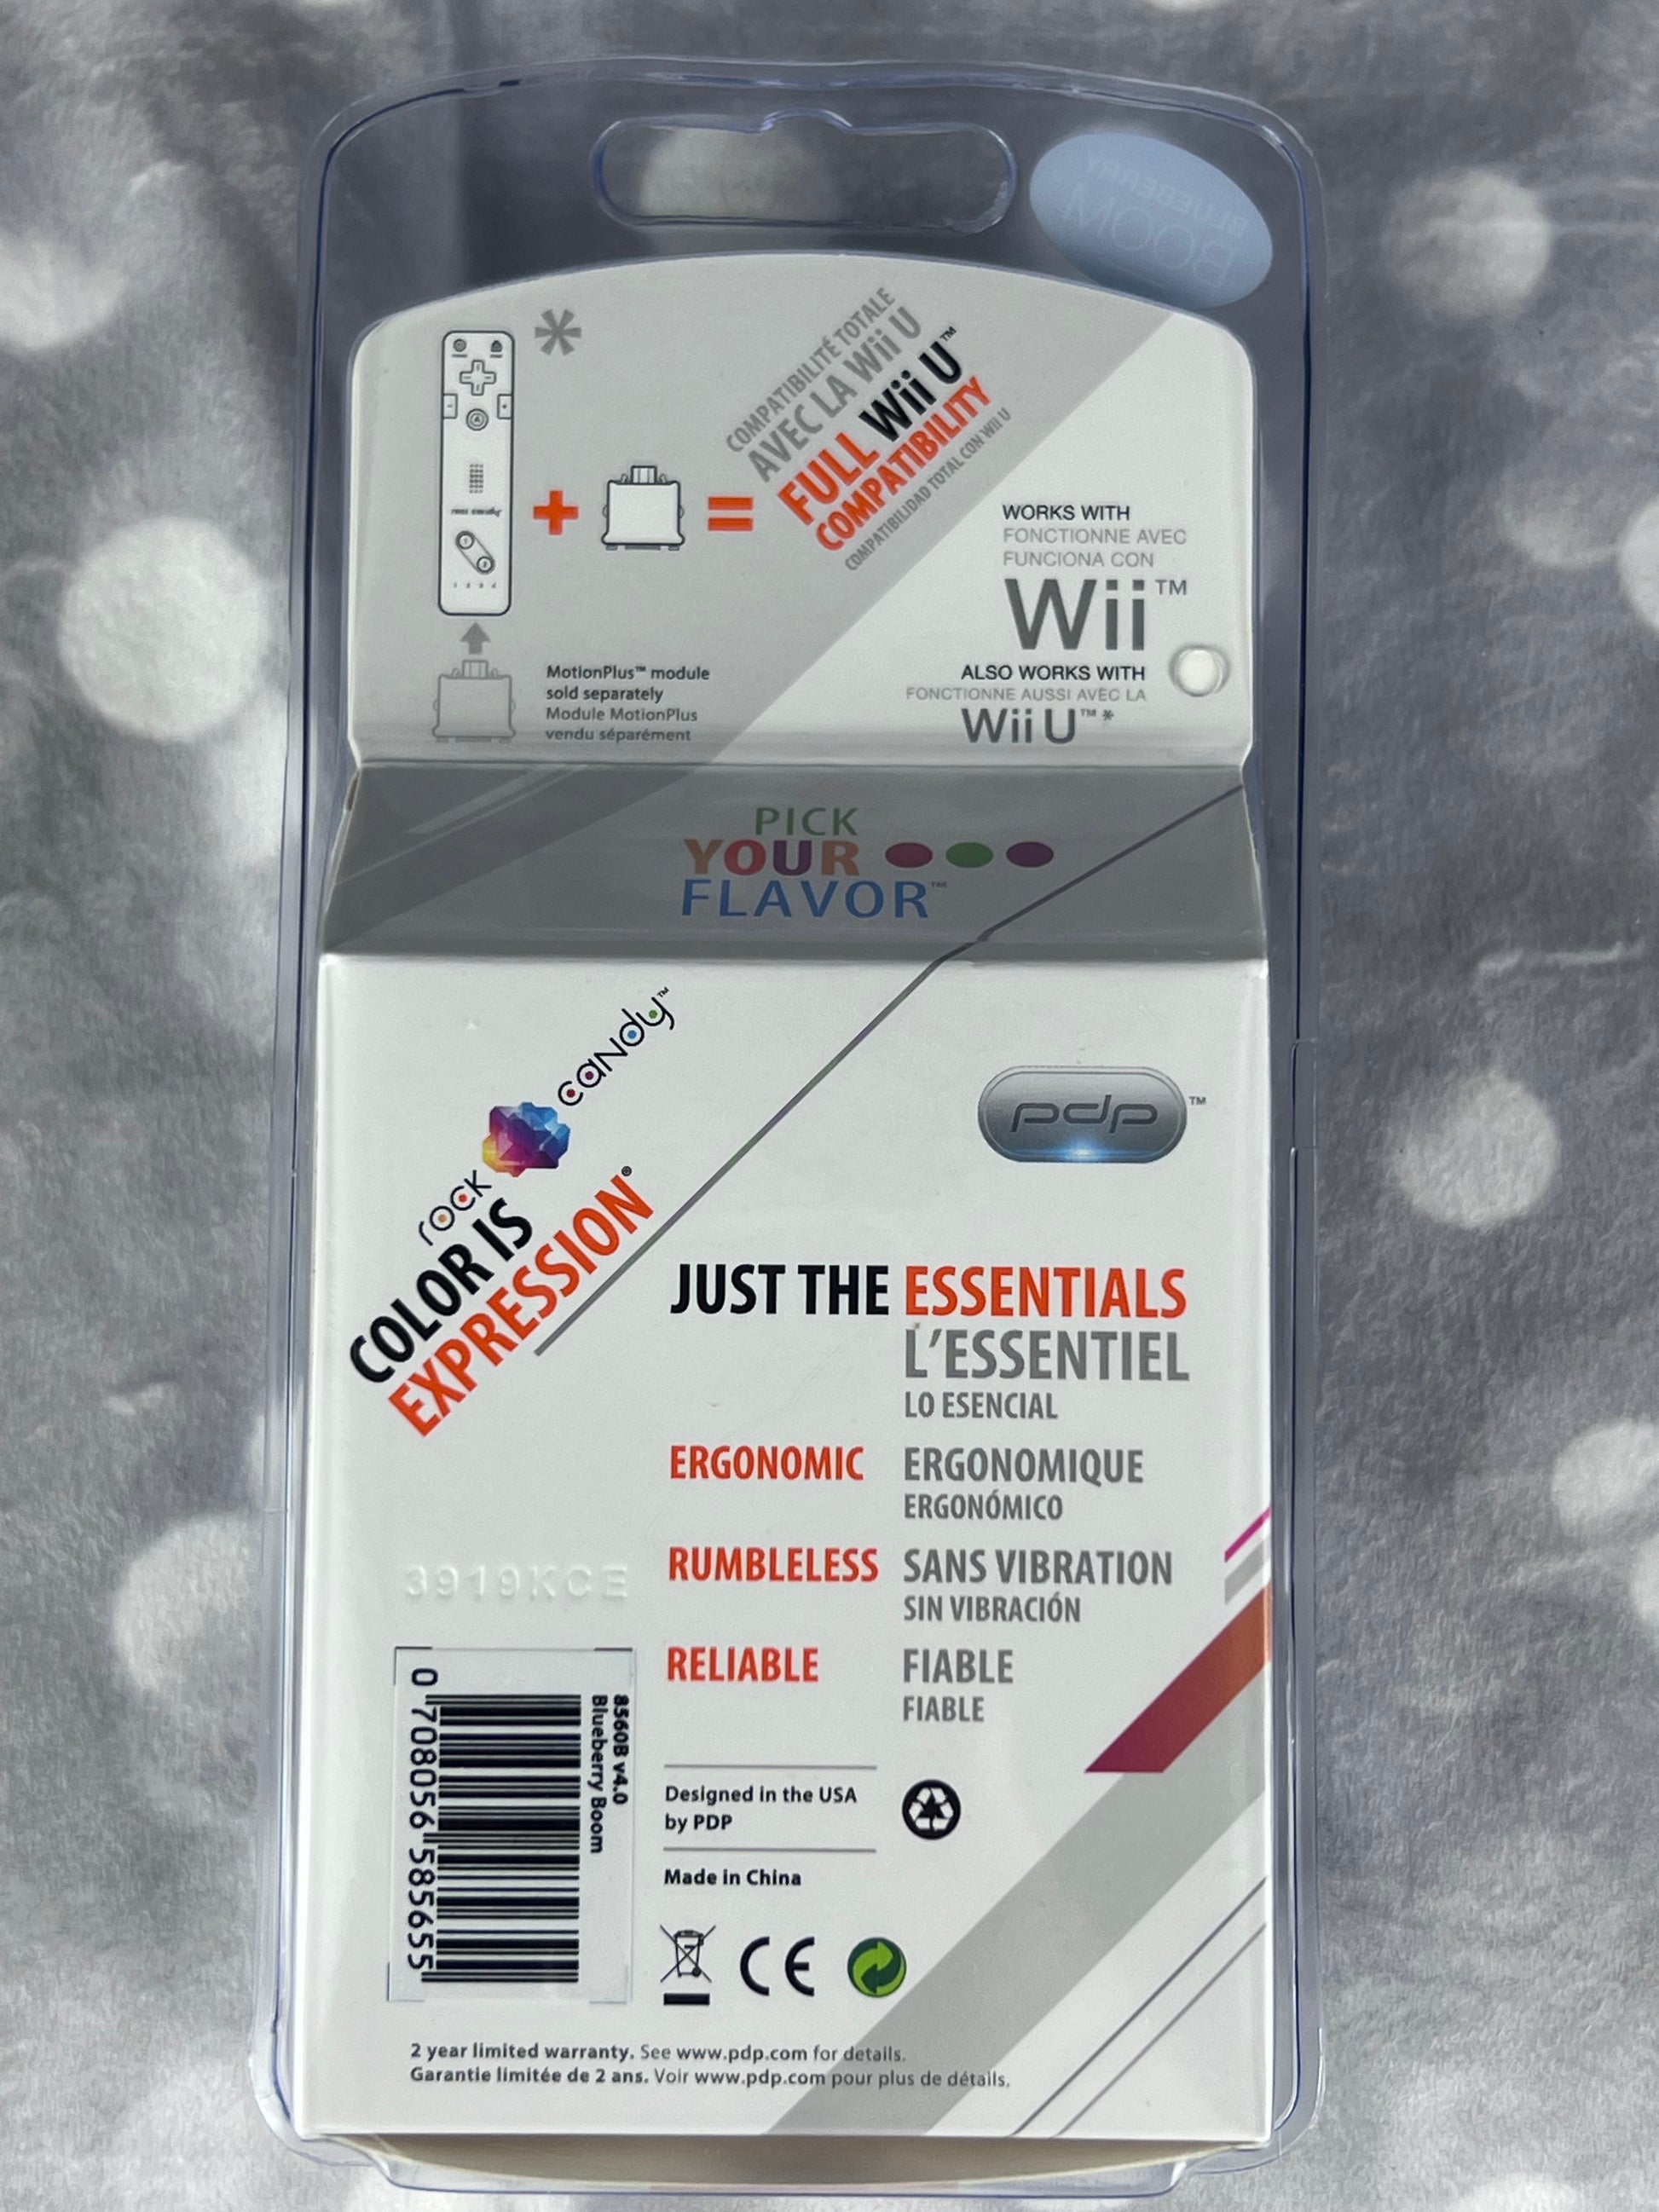 COMPATIBILITÉ TOTALE
AVEC LA Wii U
FULL Wii U™
COMPATIBILITY
COMPATIBILIDAD TOTAL CON Wii U
*
+
=
MotionPlus™ module
sold separately
Module MotionPlus
vendu séparément
WORKS WITH
FONCTIONNE AVEC
FUNCIONA CON
Wii™
ALSO WORKS WITH
FONCTIONNE AUSSI AVEC LA
Wii U™*
BLUEBERRY
BOOM
PICK
YOUR
FLAVOR™
rock candy™
COLOR IS
EXPRESSION®
pdp™
JUST THE ESSENTIALS
L'ESSENTIEL
LO ESENCIAL
ERGONOMIC ERGONOMIQUE
ERGONÓMICO
RUMBLELESS SANS VIBRATION
SIN VIBRACIÓN
RELIABLE FIABLE
FIABLE
3919KCE
8560B v4.0
Blueberry Boom
0 708056 585655
Designed in the USA
by PDP
Made in China
CE
2 year limited warranty. See www.pdp.com for details.
Garantie limitée de 2 ans. Voir www.pdp.com pour plus de détails.